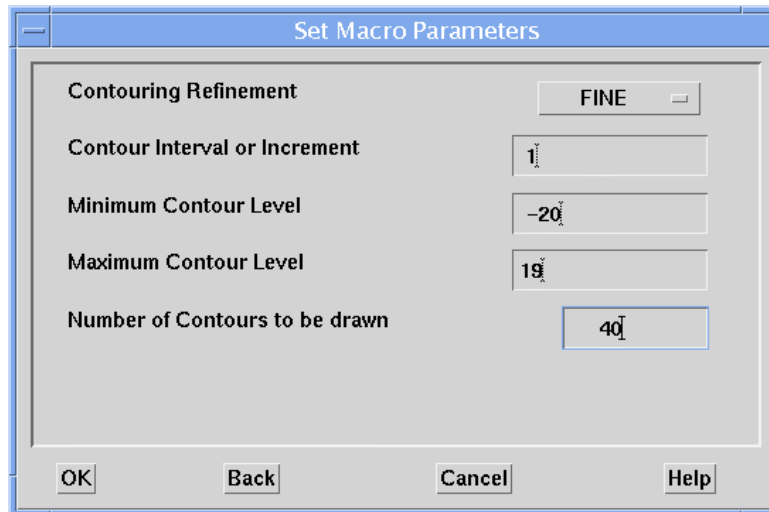 Set Macro Parameters
Contouring Refinement FINE
Contour Interval or Increment 1
Minimum Contour Level -20
Maximum Contour Level 19
Number of Contours to be drawn 40
OK Back Cancel Help